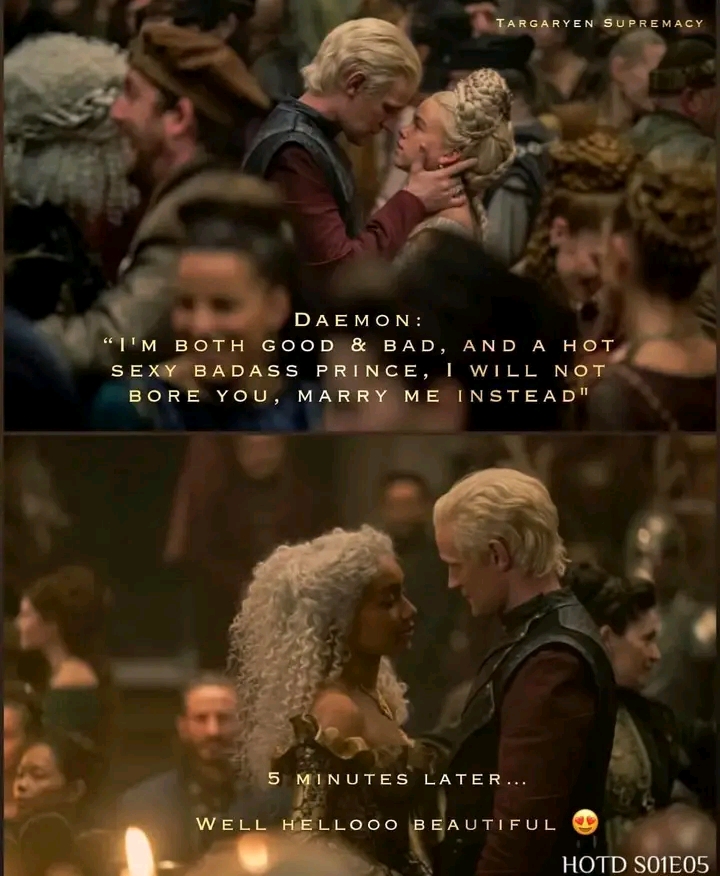 TARGARYEN SUPREMACY
DAEMON:
“I'M BOTH GOOD & BAD, AND A HOT
SEXY BADASS PRINCE, I WILL NOT
BORE YOU, MARRY ME INSTEAD"
5 MINUTES LATER...
WELL HELLOOO BEAUTIFUL 😍
HOTD S01E05